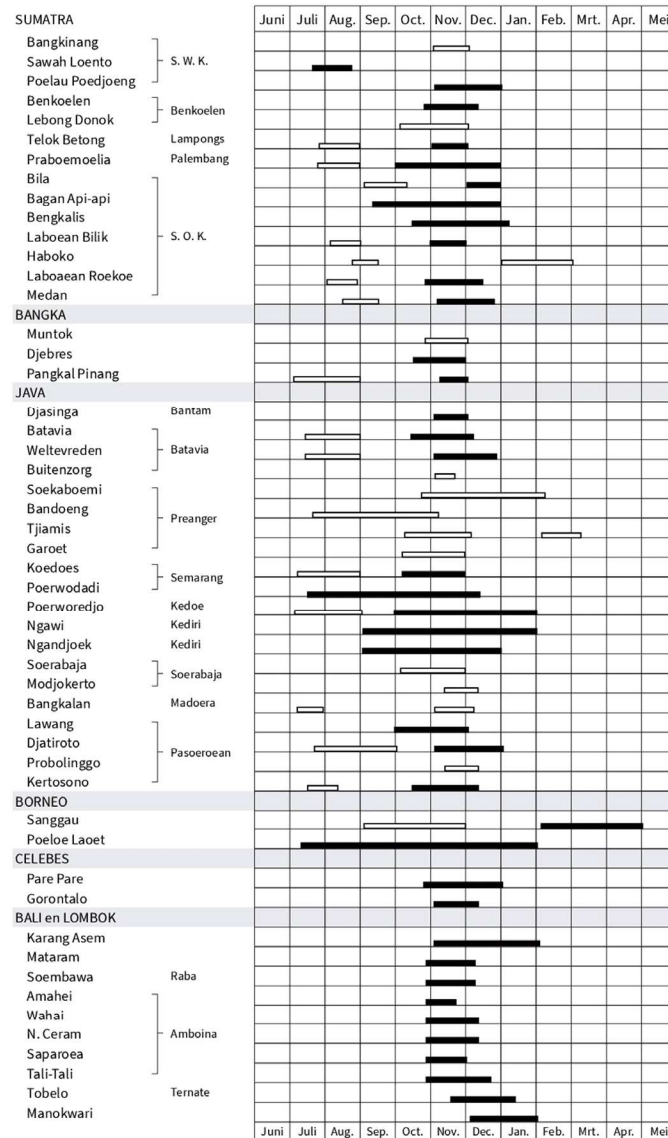 SUMATRA Juni Juli Aug. Sep. Oct. Nov. Dec. Jan. Feb. Mrt. Apr. Mei
Bangkinang
Sawah Loento S. W. K.
Poelau Poedjoeng
Benkoelen
Benkoelen
Lebong Donok
Telok Betong Lampongs
Praboemoelia Palembang
Bila
Bagan Api-api
Bengkalis
Laboean Bilik S. O. K.
Haboko
Laboaean Roekoe
Medan
BANGKA
Muntok
Djebres
Pangkal Pinang
JAVA
Djasinga Bantam
Batavia
Weltevreden Batavia
Buitenzorg
Soekaboemi
Bandoeng
Preanger
Tjiamis
Garoet
Koedoes
Semarang
Poerwodadi
Poerworedjo Kedoe
Ngawi Kediri
Ngandjoek Kediri
Soerabaja
Soerabaja
Modjokerto
Bangkalan Madoera
Lawang
Djatiroto
Pasoeroean
Probolinggo
Kertosono
BORNEO
Sanggau
Poeloe Laoet
CELEBES
Pare Pare
Gorontalo
BALI en LOMBOK
Karang Asem
Mataram
Soembawa Raba
Amahei
Wahai
N. Ceram Amboina
Saparoea
Tali-Tali
Tobelo Ternate
Manokwari
Juni Juli Aug. Sep. Oct. Nov. Dec. Jan. Feb. Mrt. Apr. Mei